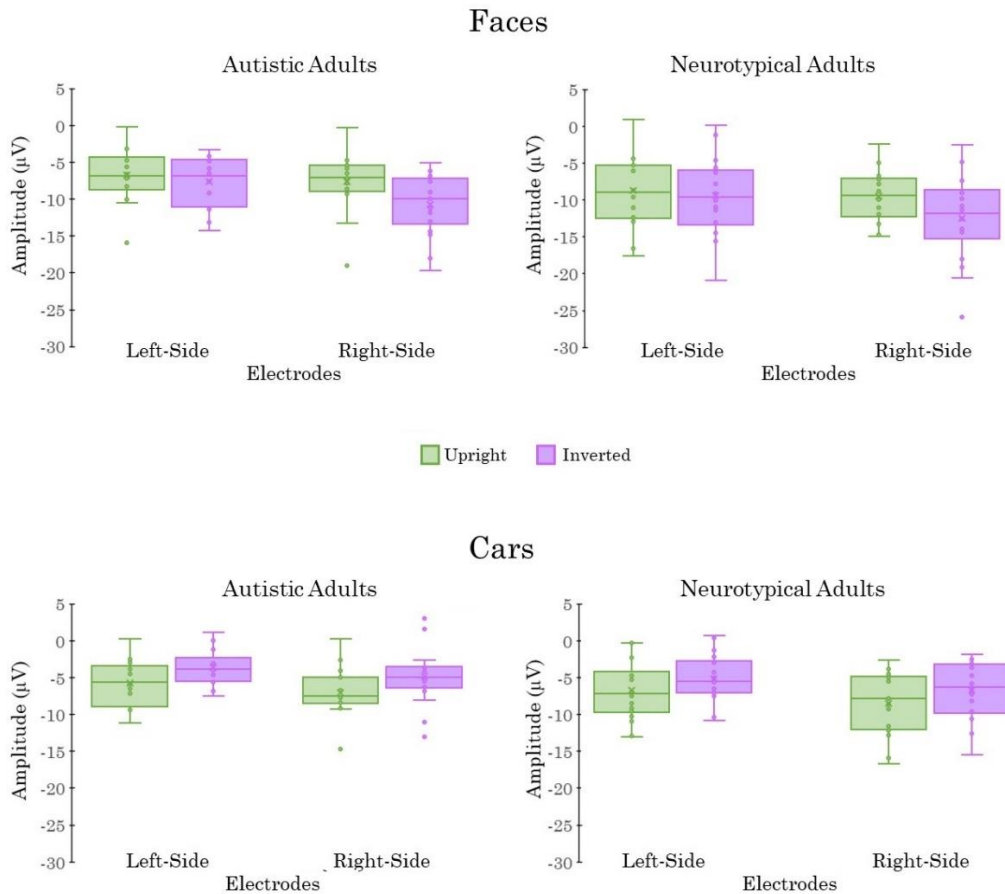 Faces
Autistic Adults
Neurotypical Adults
Amplitude (µV)
5
0
-5
-10
-15
-20
-25
-30
Left-Side
Right-Side
Electrodes
Amplitude (µV)
5
0
-5
-10
-15
-20
-25
-30
Left-Side
Right-Side
Electrodes
Upright
Inverted
Cars
Autistic Adults
Neurotypical Adults
Amplitude (µV)
5
0
-5
-10
-15
-20
-25
-30
Left-Side
Right-Side
Electrodes
Amplitude (µV)
5
0
-5
-10
-15
-20
-25
-30
Left-Side
Right-Side
Electrodes